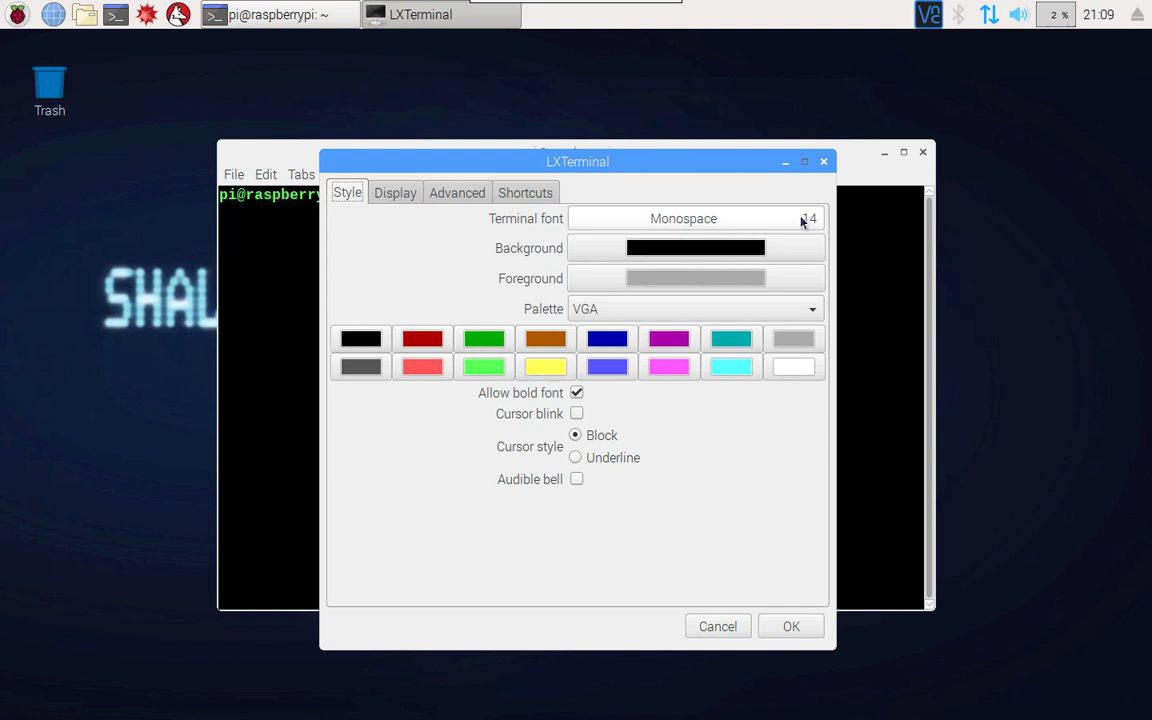 pi@raspberrypi: ~ LXTerminal 2 % 21:09
Trash
LXTerminal
File Edit Tabs
pi@raspberry
Style Display Advanced Shortcuts
Terminal font Monospace 14
Background
Foreground
Palette VGA
Allow bold font
Cursor blink
Cursor style Block
Underline
Audible bell
Cancel OK
SHAL